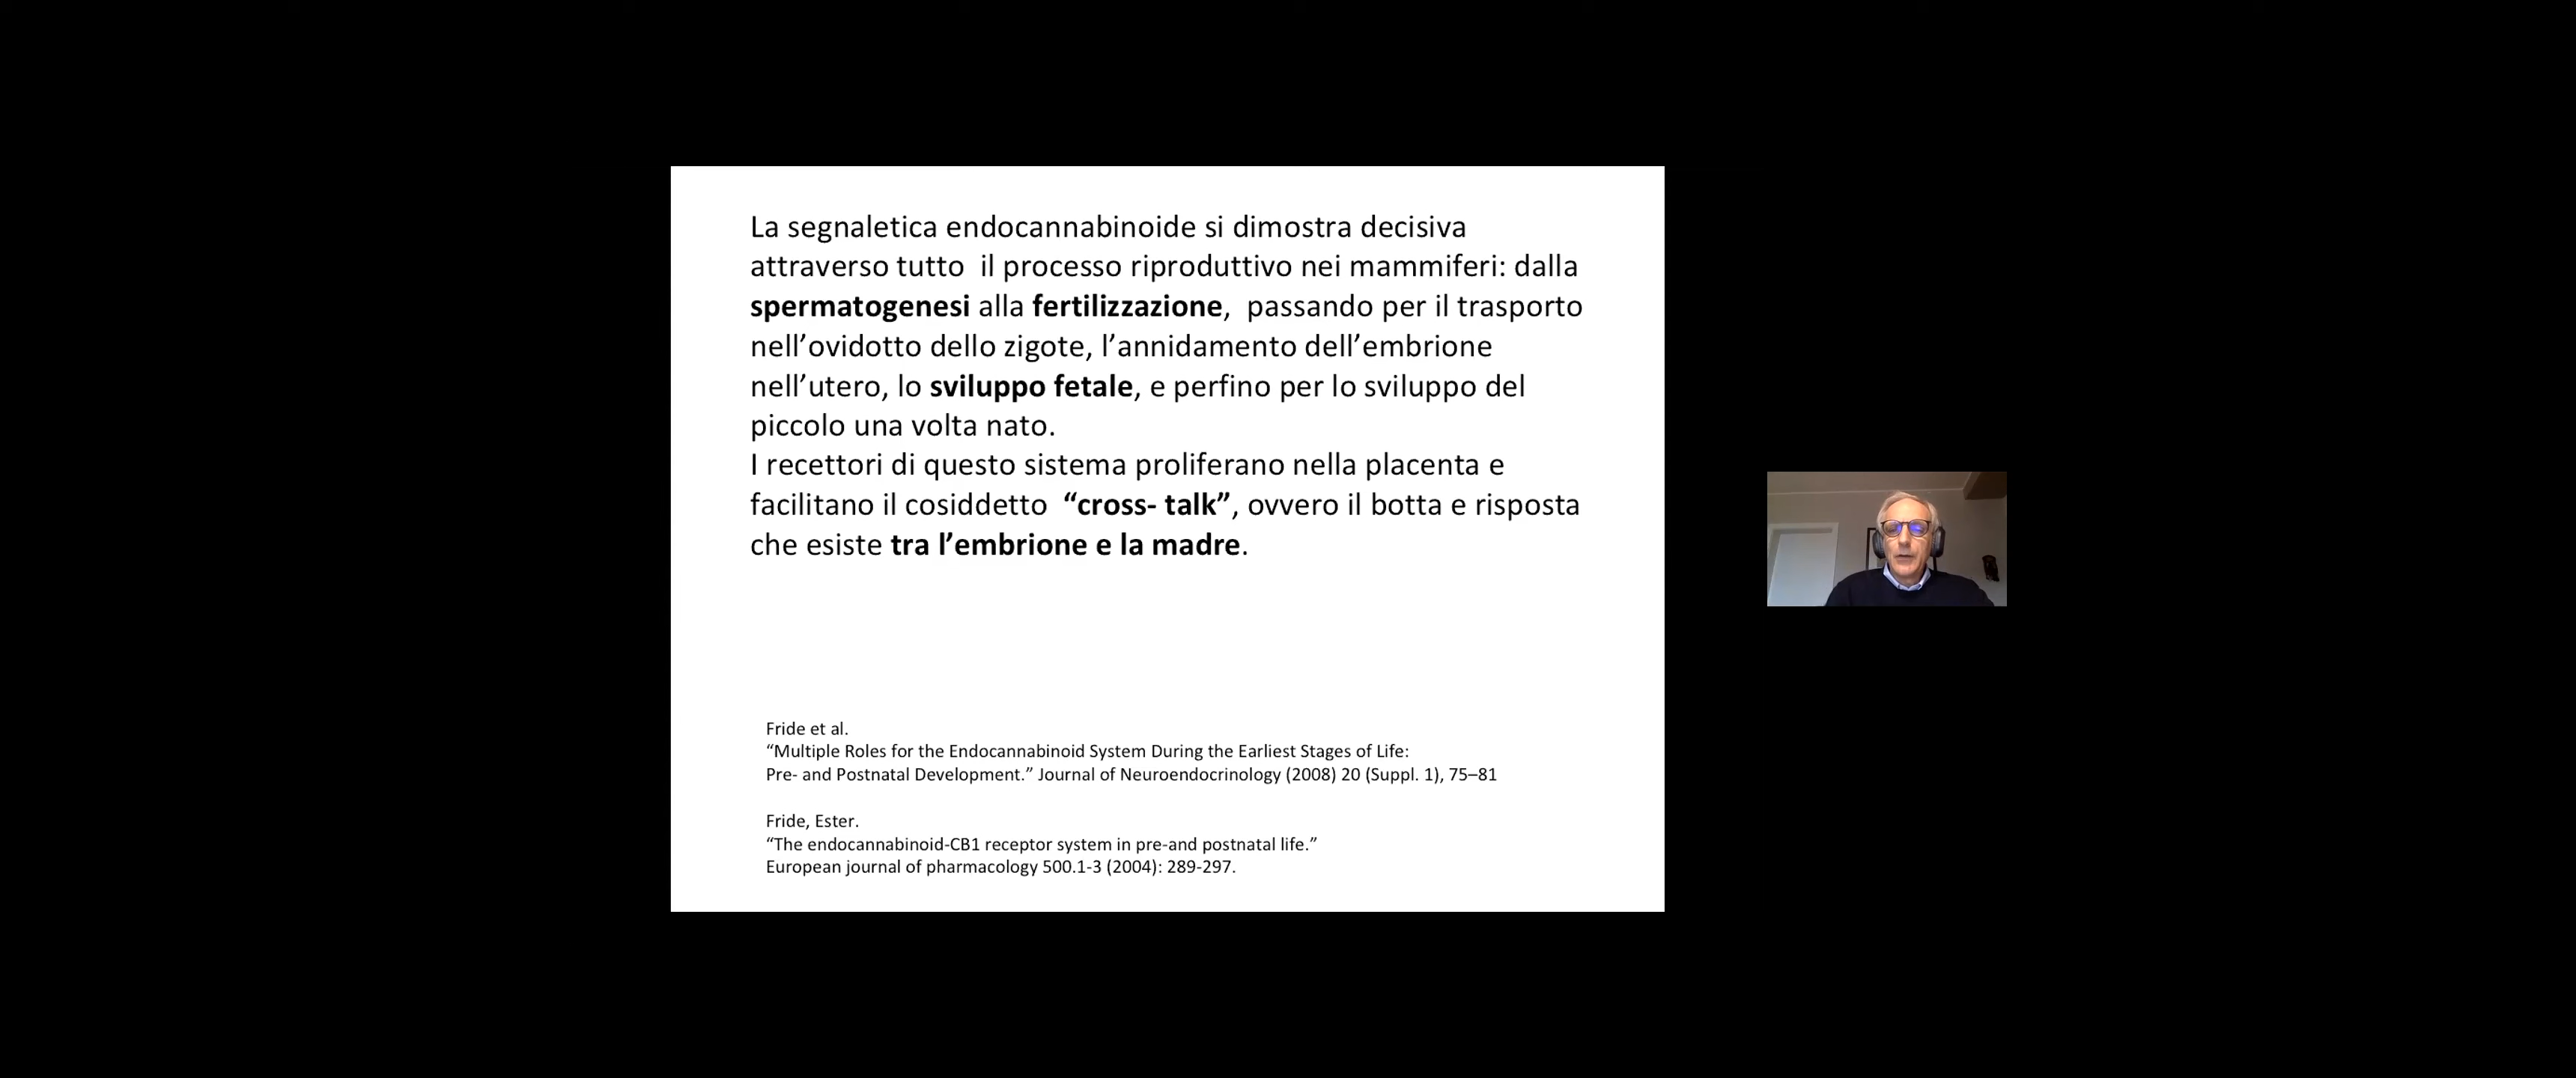 La segnaletica endocannabinoide si dimostra decisiva
attraverso tutto  il processo riproduttivo nei mammiferi: dalla
spermatogenesi alla fertilizzazione,  passando per il trasporto
nell’ovidotto dello zigote, l’annidamento dell’embrione
nell’utero, lo sviluppo fetale, e perfino per lo sviluppo del
piccolo una volta nato.
I recettori di questo sistema proliferano nella placenta e
facilitano il cosiddetto  “cross- talk”, ovvero il botta e risposta
che esiste tra l’embrione e la madre.
Fride et al.
“Multiple Roles for the Endocannabinoid System During the Earliest Stages of Life:
Pre- and Postnatal Development.” Journal of Neuroendocrinology (2008) 20 (Suppl. 1), 75–81
Fride, Ester.
“The endocannabinoid-CB1 receptor system in pre-and postnatal life.”
European journal of pharmacology 500.1-3 (2004): 289-297.